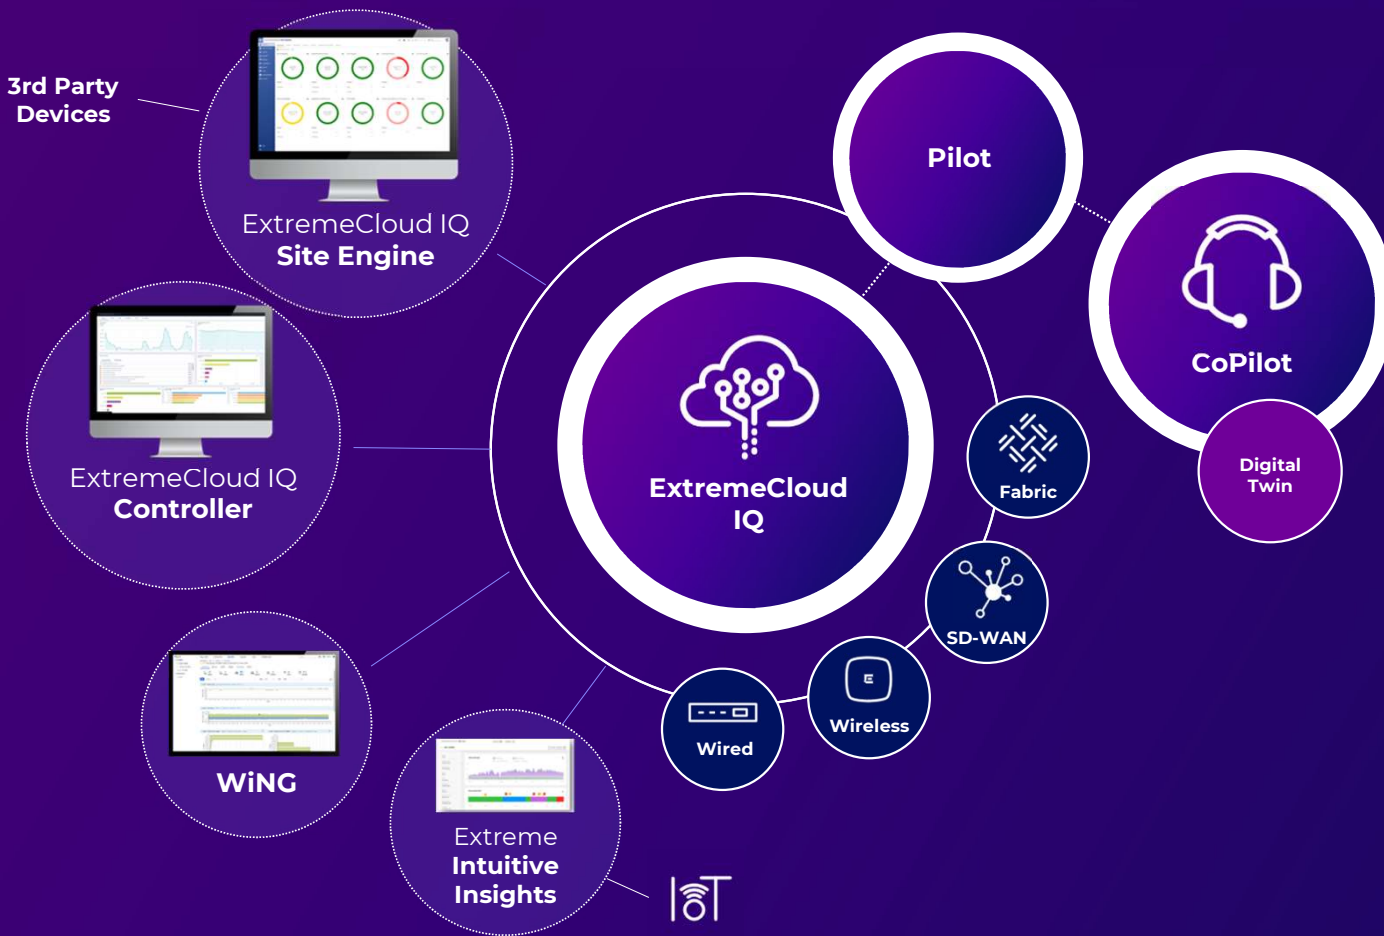 3rd Party
Devices
ExtremeCloud IQ
Site Engine
Pilot
CoPilot
Digital
Twin
ExtremeCloud IQ
Controller
ExtremeCloud
IQ
Fabric
SD-WAN
Wireless
Wired
WiNG
Extreme
Intuitive
Insights
IoT